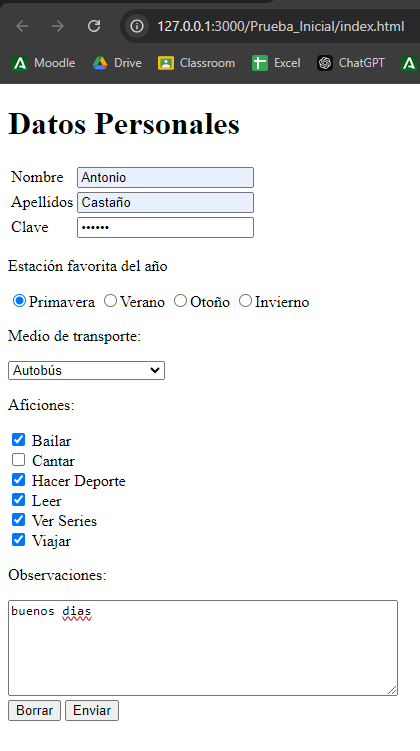 127.0.0.1:3000/Prueba_Inicial/index.html
Moodle Drive Classroom Excel ChatGPT
Datos Personales
Nombre Antonio
Apellidos Castaño
Clave ••••••
Estación favorita del año
Primavera Verano Otoño Invierno
Medio de transporte:
Autobús
Aficiones:
Bailar
Cantar
Hacer Deporte
Leer
Ver Series
Viajar
Observaciones:
buenos dias
Borrar Enviar